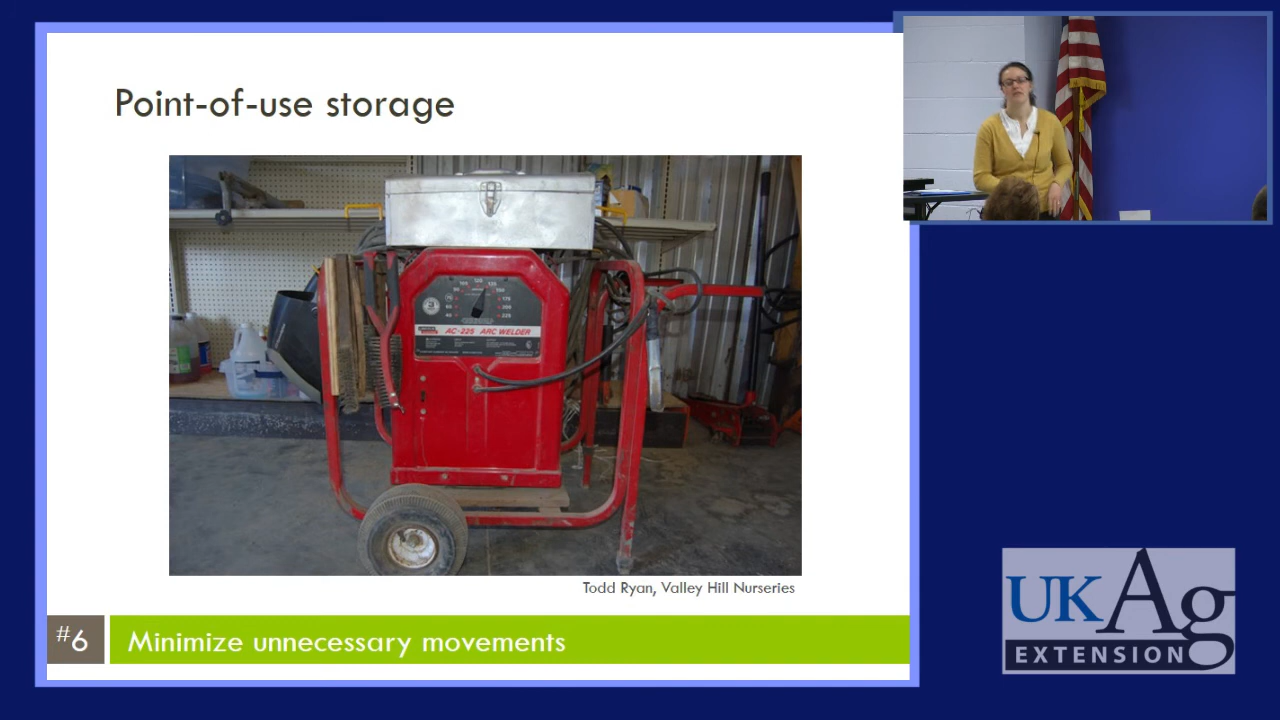 Point-of-use storage
AC-225 ARC WELDER
Todd Ryan, Valley Hill Nurseries
#6
Minimize unnecessary movements
UKAg
EXTENSION